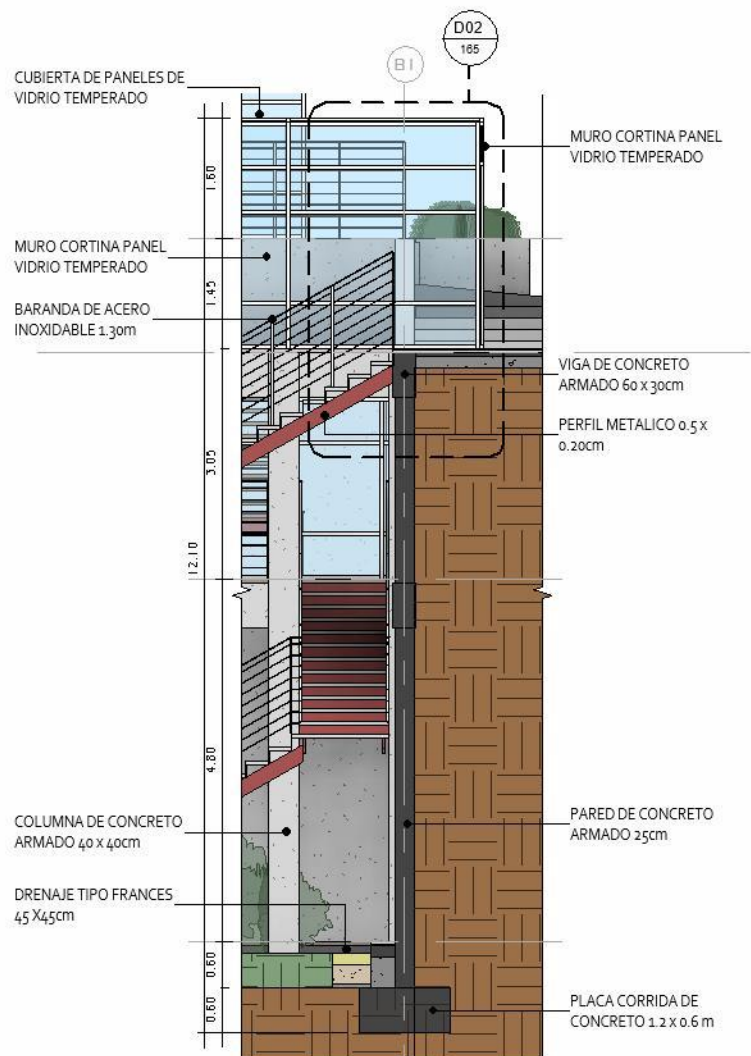 D02
165
B1
CUBIERTA DE PANELES DE
VIDRIO TEMPERADO
MURO CORTINA PANEL
VIDRIO TEMPERADO
1.60
MURO CORTINA PANEL
VIDRIO TEMPERADO
1.45
BARANDA DE ACERO
INOXIDABLE 1.30m
VIGA DE CONCRETO
ARMADO 60 x 30cm
PERFIL METALICO 0.5 x
0.20cm
3.05
12.10
4.80
COLUMNA DE CONCRETO
ARMADO 40 x 40cm
PARED DE CONCRETO
ARMADO 25cm
DRENAJE TIPO FRANCES
45 X45cm
0.60
0.60
PLACA CORRIDA DE
CONCRETO 1.2 x 0.6 m